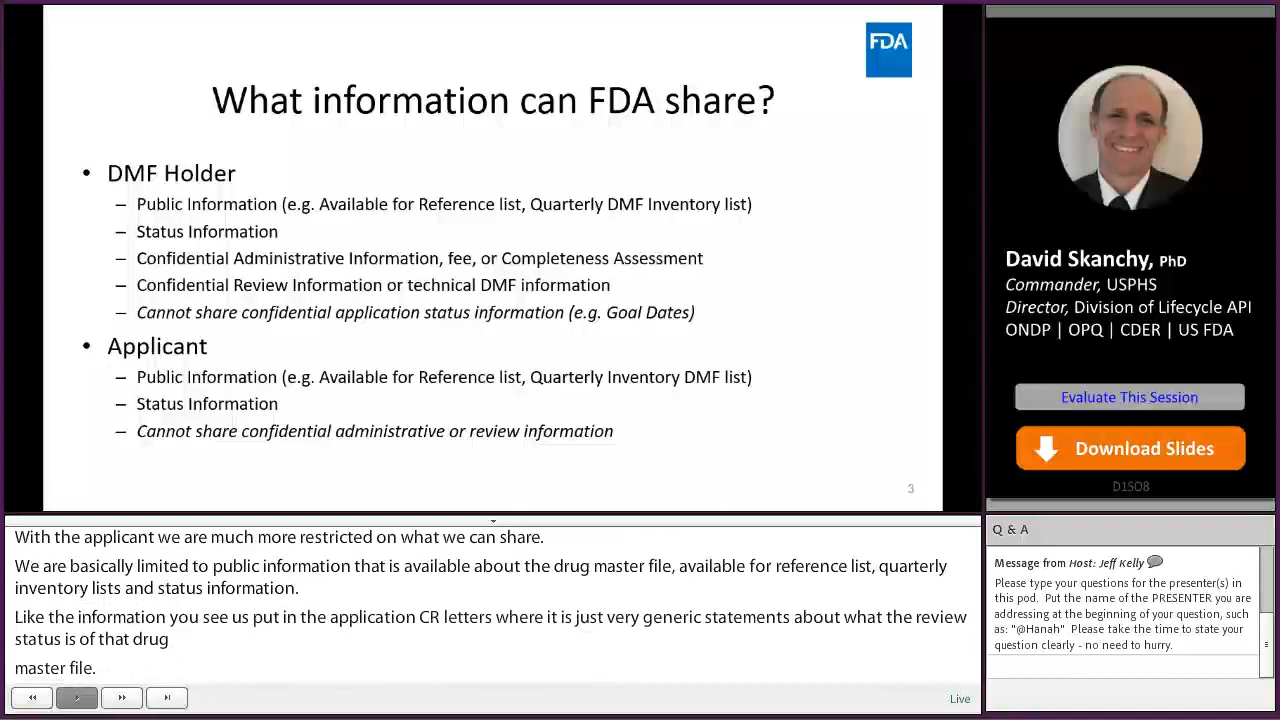 FDA
What information can FDA share?
• DMF Holder
– Public Information (e.g. Available for Reference list, Quarterly DMF Inventory list)
– Status Information
– Confidential Administrative Information, fee, or Completeness Assessment
– Confidential Review Information or technical DMF information
– Cannot share confidential application status information (e.g. Goal Dates)
• Applicant
– Public Information (e.g. Available for Reference list, Quarterly Inventory DMF list)
– Status Information
– Cannot share confidential administrative or review information
3
David Skanchy, PhD
Commander, USPHS
Director, Division of Lifecycle API
ONDP | OPQ | CDER | US FDA
Evaluate This Session
Download Slides
D1SO8
With the applicant we are much more restricted on what we can share.
We are basically limited to public information that is available about the drug master file, available for reference list, quarterly
inventory lists and status information.
Like the information you see us put in the application CR letters where it is just very generic statements about what the review
status is of that drug
master file.
Live
Q & A
Message from Host: Jeff Kelly
Please type your questions for the presenter(s) in
this pod. Put the name of the PRESENTER you are
addressing at the beginning of your question, such
as: "@Hanah" Please take the time to state your
question clearly - no need to hurry.